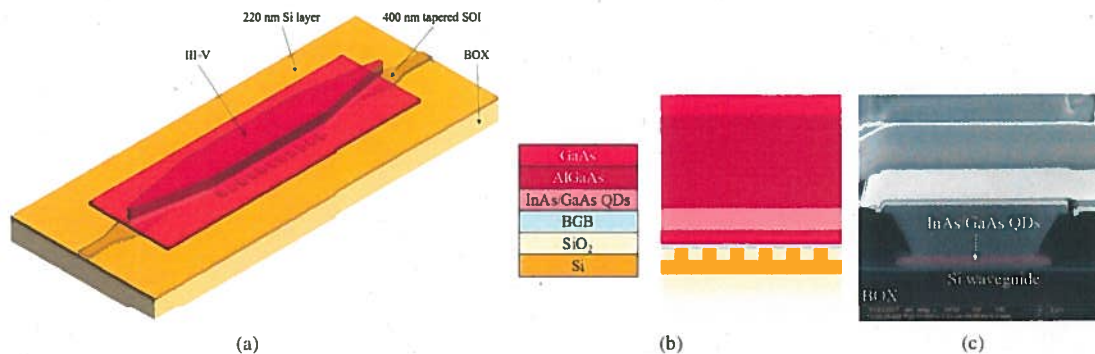 220 nm Si layer
400 nm tapered SOI
III-V
BOX
GaAs
AlGaAs
InAs/GaAs QDs
BGB
SiO₂
Si
InAs/GaAs QDs
Si waveguide
BOX
(a)
(b)
(c)